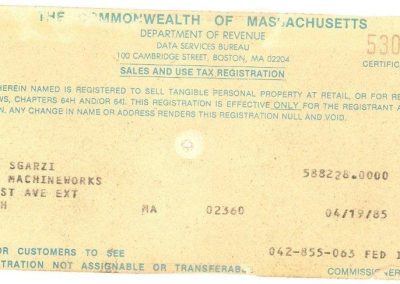 THE COMMONWEALTH OF MASSACHUSETTS
DEPARTMENT OF REVENUE
DATA SERVICES BUREAU
100 CAMBRIDGE STREET, BOSTON, MA 02204
530
SALES AND USE TAX REGISTRATION
CERTIFIC
HEREIN NAMED IS REGISTERED TO SELL TANGIBLE PERSONAL PROPERTY AT RETAIL, OR FOR RE
WS, CHAPTERS 64H AND/OR 64I. THIS REGISTRATION IS EFFECTIVE ONLY FOR THE REGISTRANT A
N. ANY CHANGE IN NAME OR ADDRESS RENDERS THIS REGISTRATION NULL AND VOID.
SGARZI
MACHINEWORKS 588228.0000
ST AVE EXT
H MA 02360 04/19/85
FOR CUSTOMERS TO SEE 042-855-063 FED I
TRATION NOT ASSIGNABLE OR TRANSFERABLE COMMISSIONER